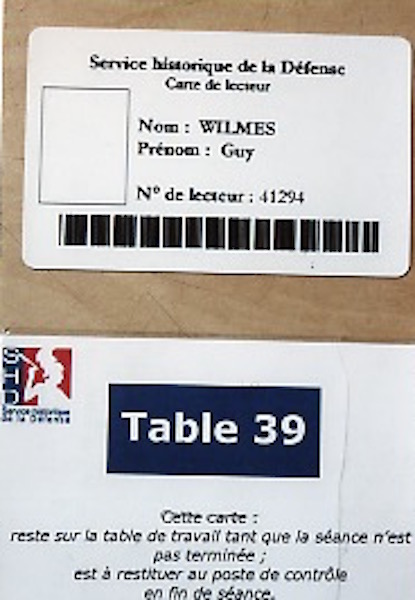 Service historique de la Défense
Carte de lecteur
Nom : WILMES
Prénom : Guy
N° de lecteur : 41294
SHD
Service historique
de la Défense
Table 39
Cette carte :
reste sur la table de travail tant que la séance n'est
pas terminée ;
est à restituer au poste de contrôle
en fin de séance.